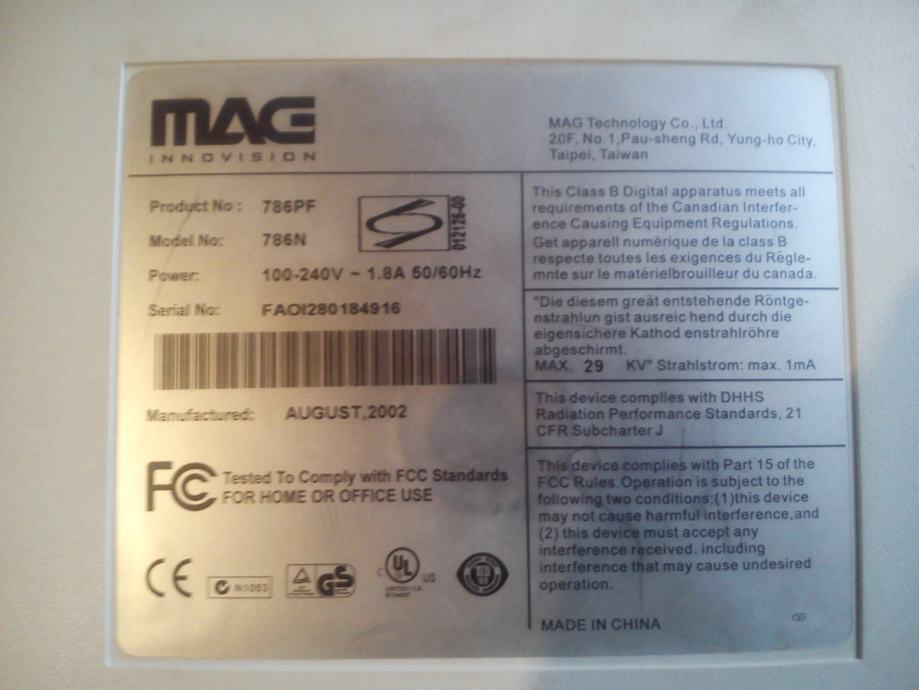 MAG
INNOVISION
MAG Technology Co., Ltd.
20F, No.1,Pau-sheng Rd, Yung-ho City,
Taipei, Taiwan
Product No: 786PF
Model No: 786N
012126-00
Power: 100-240V ~ 1.8A 50/60Hz
Serial No: FAOI280184916
Manufactured: AUGUST,2002
FC Tested To Comply with FCC Standards
FOR HOME OR OFFICE USE
CE
N1063
GS
C UL US
This Class B Digital apparatus meets all
requirements of the Canadian Interfer-
ence Causing Equipment Regulations.
Get apparell numérique de la class B
respecte toutes les exigences du Régle-
mnte sur le matérielbrouilleur du canada.
"Die diesem greät entstehende Röntge-
nstrahlun gist ausreic hend durch die
eigensichere Kathod enstrahlröhre
abgeschirmt.
MAX. 29 KV" Strahlstrom: max. 1mA
This device complies with DHHS
Radiation Performance Standards, 21
CFR Subcharter J
This device complies with Part 15 of the
FCC Rules.Operation is subject to the
following two conditions:(1)this device
may not cause harmful interference,and
(2) this device must accept any
interference received. including
interference that may cause undesired
operation.
MADE IN CHINA